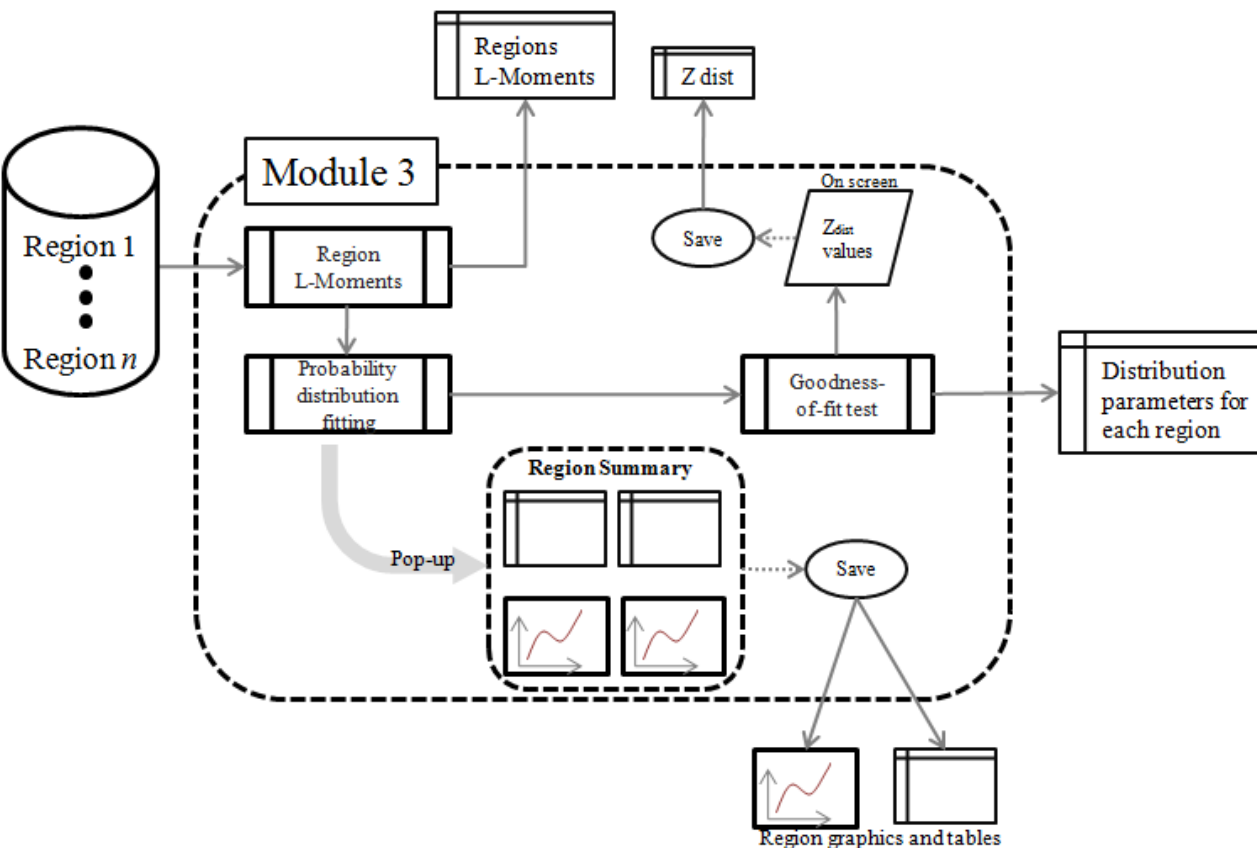 Regions
L-Moments
Z dist
Module 3
On screen
Region 1
Region
L-Moments
Save
Zdist
values
Region n
Probability
distribution
fitting
Goodness-
of-fit test
Distribution
parameters for
each region
Region Summary
Pop-up
Save
Region graphics and tables